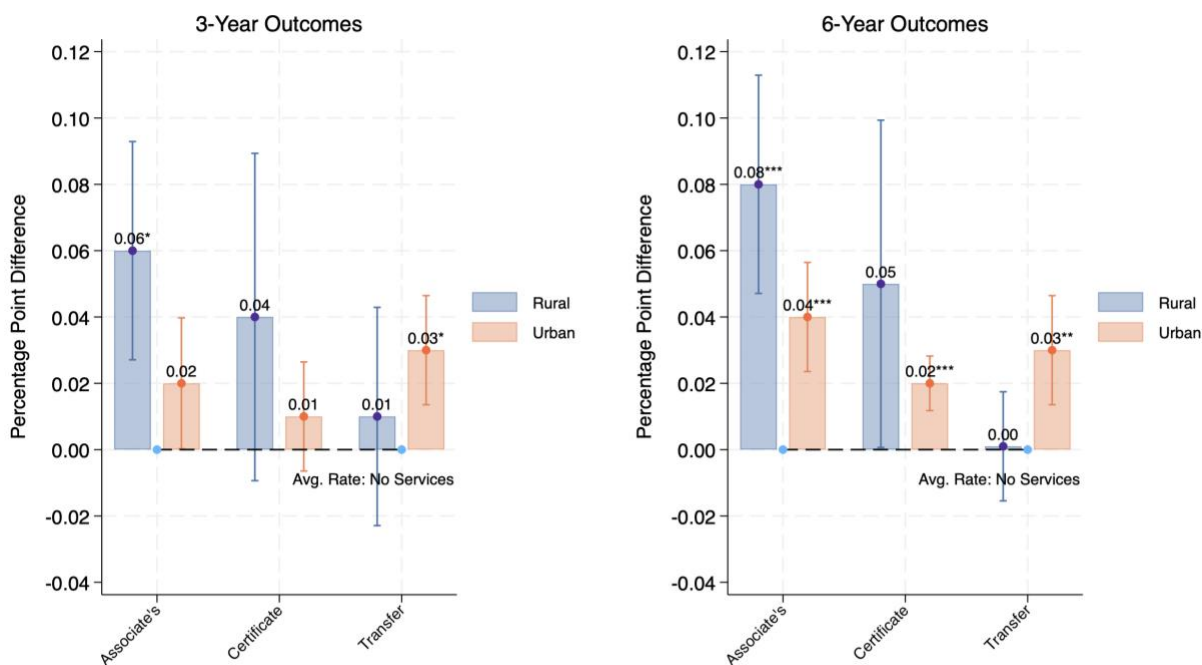 3-Year Outcomes
Percentage Point Difference
0.12
0.10
0.08
0.06
0.04
0.02
0.00
-0.02
-0.04
0.06*
0.02
0.04
0.01
0.01
0.03*
Avg. Rate: No Services
Associate's
Certificate
Transfer
Rural
Urban
6-Year Outcomes
Percentage Point Difference
0.12
0.10
0.08
0.06
0.04
0.02
0.00
-0.02
-0.04
0.08***
0.04***
0.05
0.02***
0.00
0.03**
Avg. Rate: No Services
Associate's
Certificate
Transfer
Rural
Urban